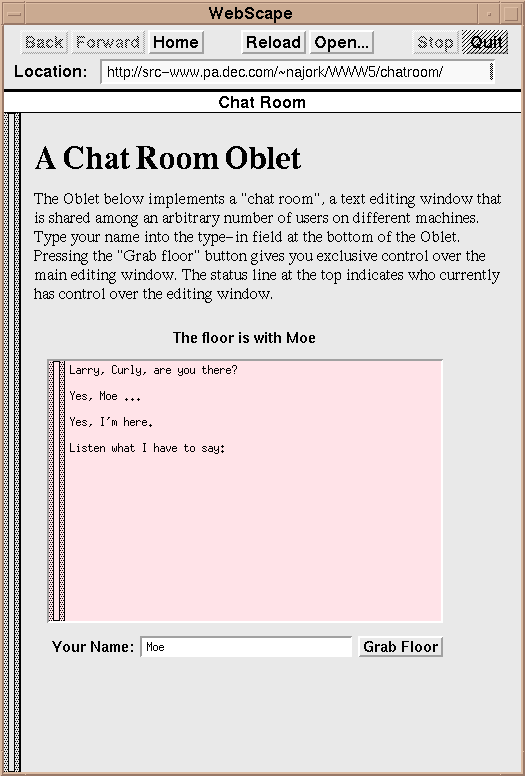 WebScape
Back Forward Home Reload Open... Stop Quit
Location: http://src-www.pa.dec.com/~najork/WWW5/chatroom/
Chat Room
A Chat Room Oblet
The Oblet below implements a "chat room", a text editing window that
is shared among an arbitrary number of users on different machines.
Type your name into the type-in field at the bottom of the Oblet.
Pressing the "Grab floor" button gives you exclusive control over the
main editing window. The status line at the top indicates who currently
has control over the editing window.
The floor is with Moe
Larry, Curly, are you there?
Yes, Moe ...
Yes, I'm here.
Listen what I have to say:
Your Name: Moe Grab Floor